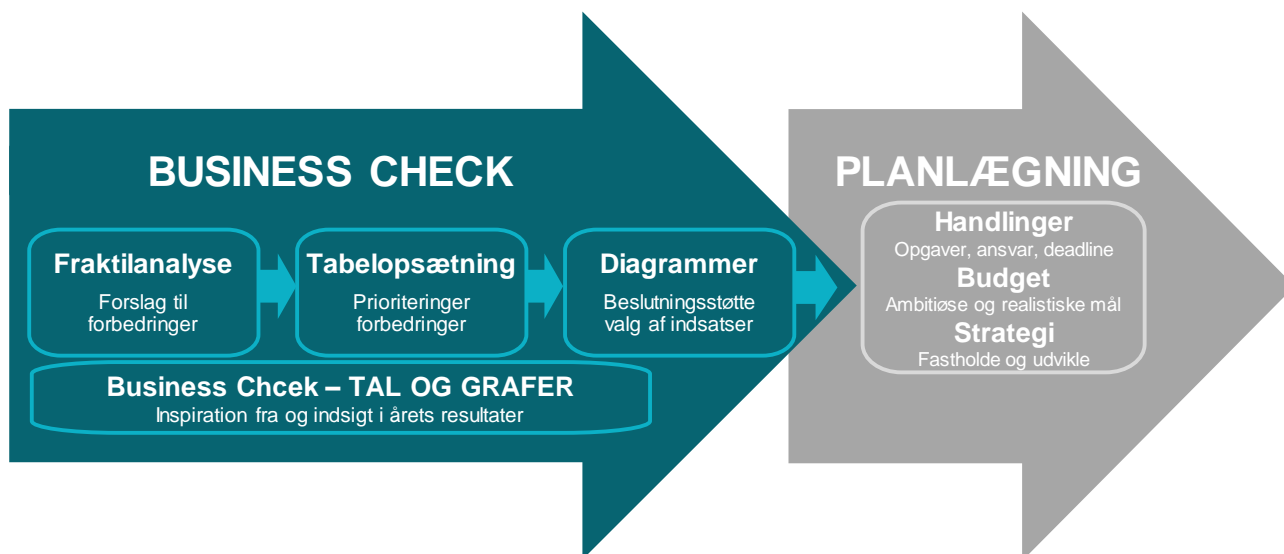 BUSINESS CHECK
Fraktilanalyse
Forslag til
forbedringer
Tabelopsætning
Prioriteringer
forbedringer
Diagrammer
Beslutningsstøtte
valg af indsatser
Business Chcek – TAL OG GRAFER
Inspiration fra og indsigt i årets resultater
PLANLÆGNING
Handlinger
Opgaver, ansvar, deadline
Budget
Ambitiøse og realistiske mål
Strategi
Fastholde og udvikle